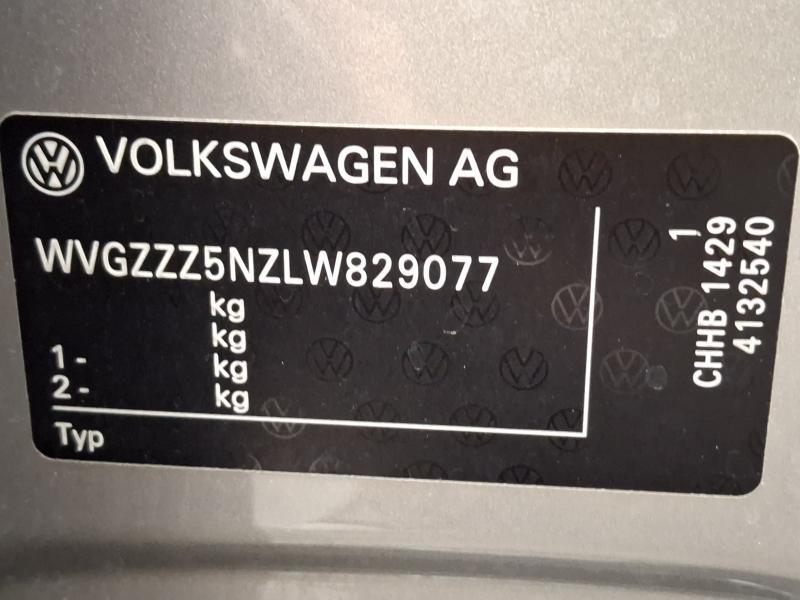 VOLKSWAGEN AG
WVGZZZ5NZLW829077
kg
kg
1- kg
2- kg
Typ
1
CHHB 1429
4132540